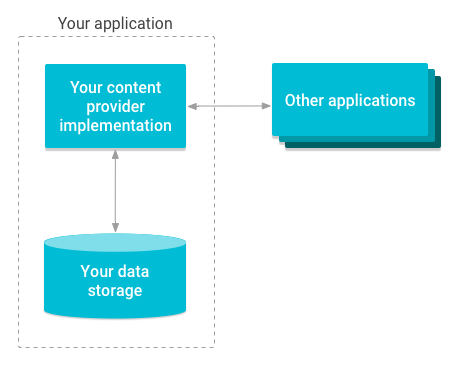 Your application
Your content
provider
implementation
Other applications
Your data
storage